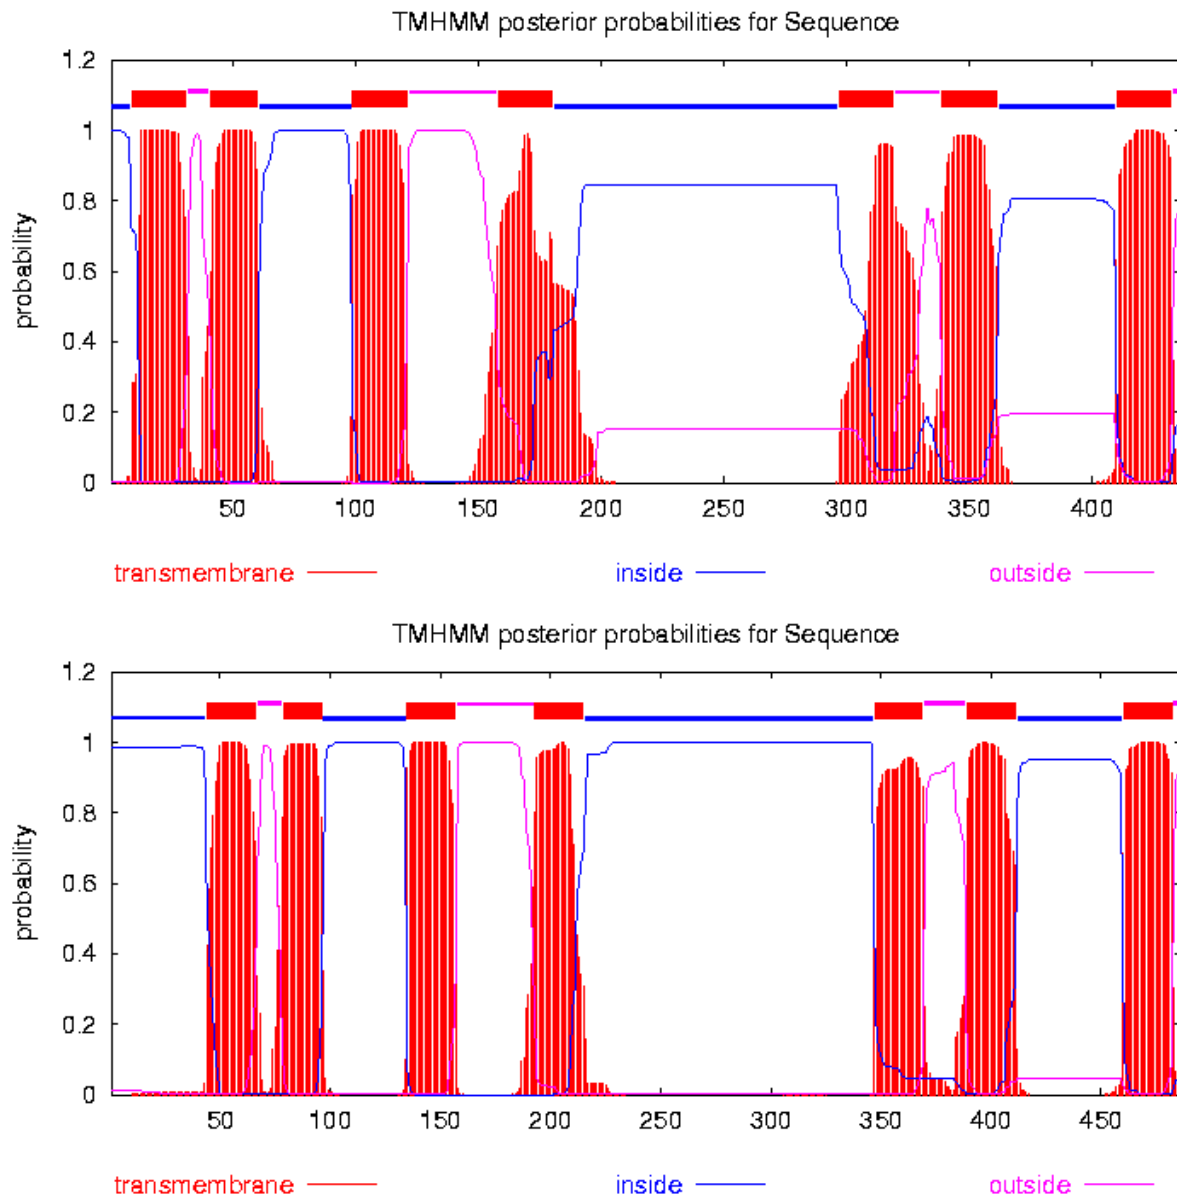 TMHMM posterior probabilities for Sequence
1.2
1
0.8
0.6
0.4
0.2
0
probability
50 100 150 200 250 300 350 400
transmembrane inside outside
TMHMM posterior probabilities for Sequence
1.2
1
0.8
0.6
0.4
0.2
0
probability
50 100 150 200 250 300 350 400 450
transmembrane inside outside